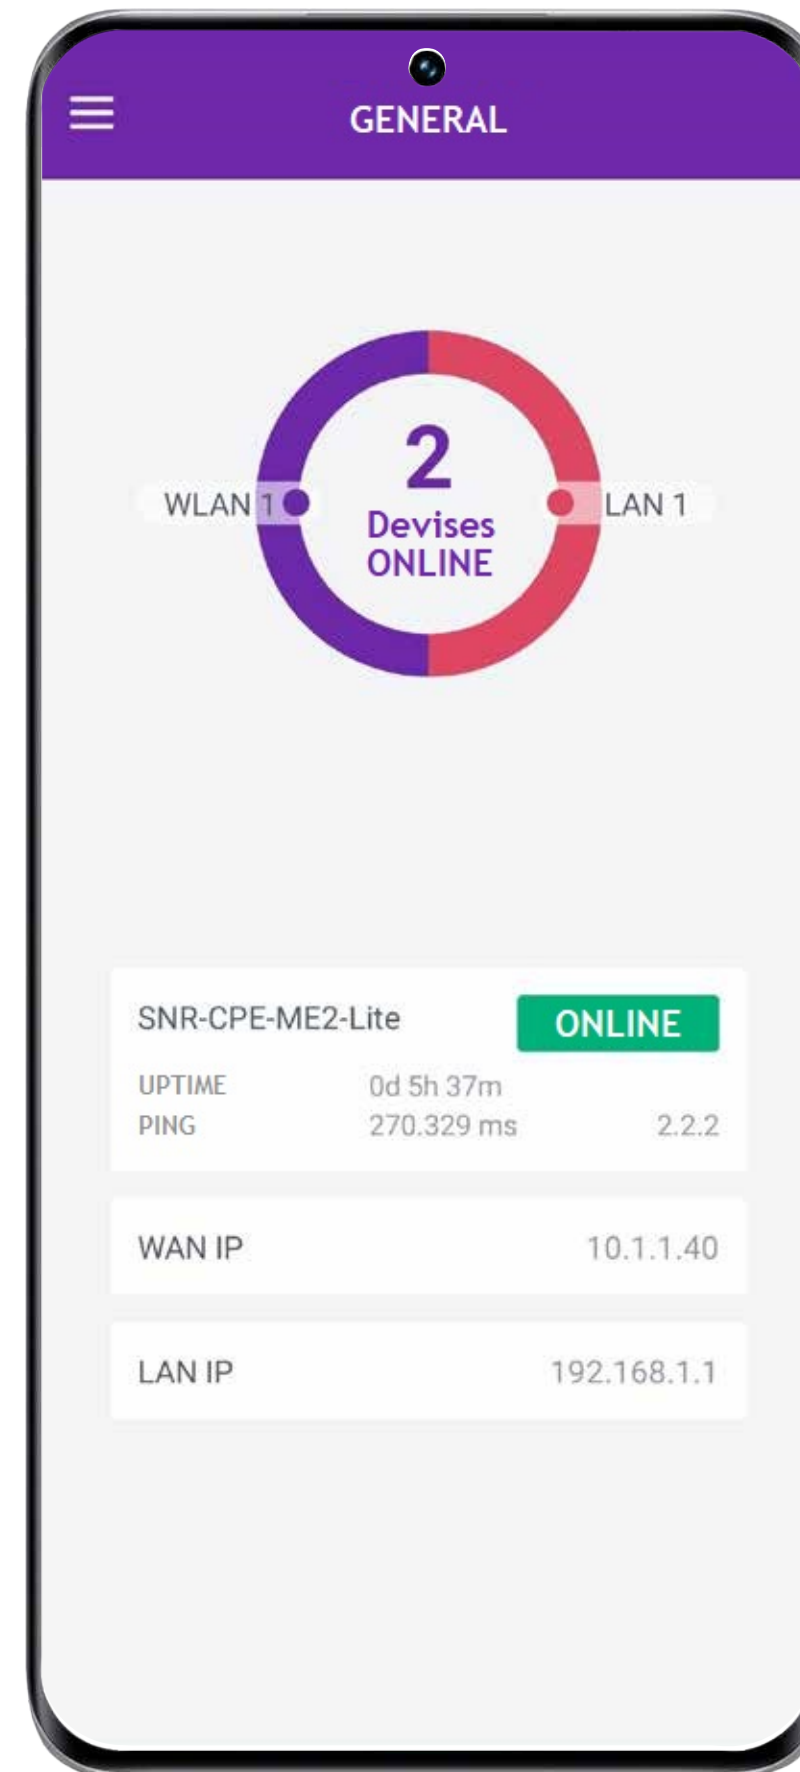 GENERAL
2
Devises
ONLINE
WLAN 1
LAN 1
SNR-CPE-ME2-Lite
ONLINE
UPTIME 0d 5h 37m
PING 270.329 ms 2.2.2
WAN IP 10.1.1.40
LAN IP 192.168.1.1